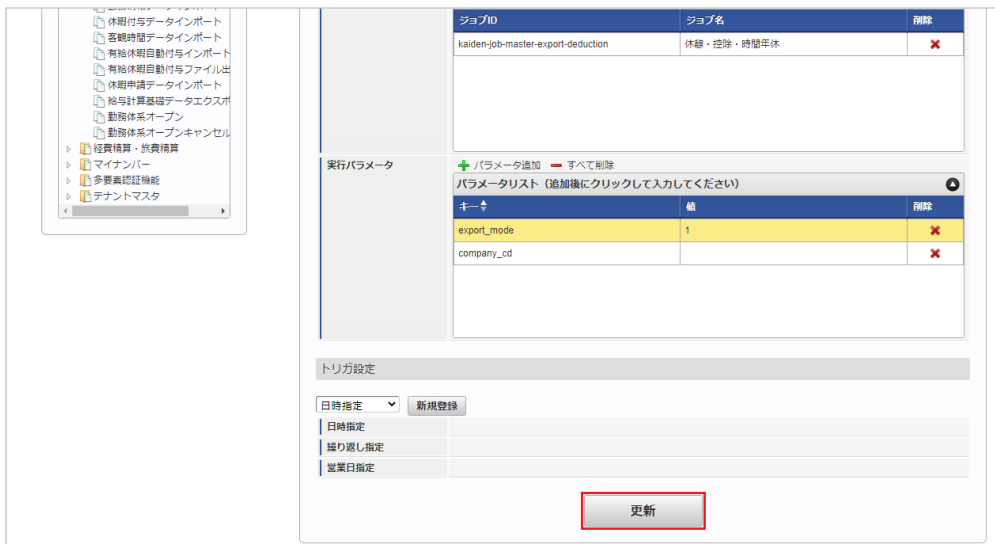 休暇付与データインポート
客観時間データインポート
有給休暇自動付与インポート
有給休暇自動付与ファイル出
休暇申請データインポート
給与計算基礎データエクスポ
勤務体系オープン
勤務体系オープンキャンセル
経費精算・旅費精算
マイナンバー
多要素認証機能
テナントマスタ
ジョブID ジョブ名 削除
kaiden-job-master-export-deduction 休憩・控除・時間年休
実行パラメータ
パラメータ追加 すべて削除
パラメータリスト（追加後にクリックして入力してください）
キー 値 削除
export_mode 1
company_cd
トリガ設定
日時指定 新規登録
日時指定
繰り返し指定
営業日指定
更新